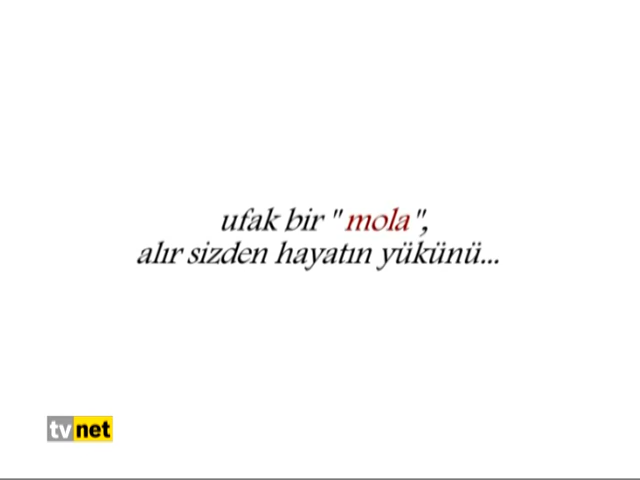 ufak bir " mola",
alır sizden hayatın yükünü...
tvnet